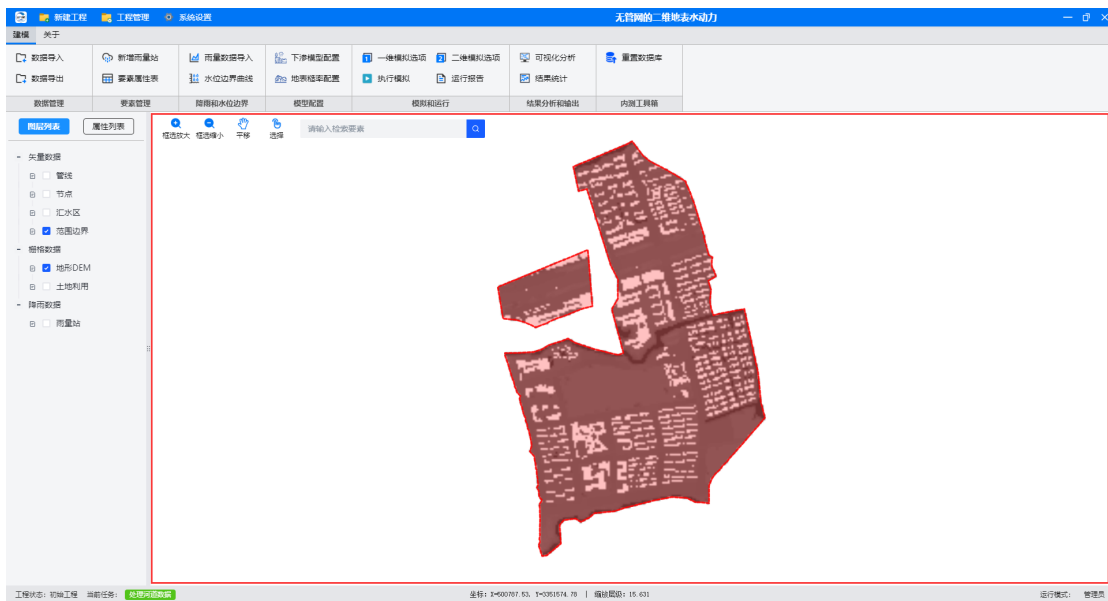 新建工程 工程管理 系统设置 无管网的二维地表水动力
建模 关于
数据导入 新增雨量站 雨量数据导入 下渗模型配置 一维模拟选项 二维模拟选项 可视化分析 重置数据库
数据导出 要素属性表 水位边界曲线 地表糙率配置 执行模拟 运行报告 结果统计
数据管理 要素管理 降雨和水位边界 模型配置 模拟和运行 结果分析和输出 内测工具箱
图层列表 属性列表
框选放大 框选缩小 平移 选择 请输入检索要素
矢量数据
管线
节点
汇水区
范围边界
栅格数据
地形DEM
土地利用
降雨数据
雨量站
工程状态: 初始工程 当前任务: 处理河道数据 坐标: X=500787.53, Y=3351574.78 | 缩放层级: 15.631 运行模式: 管理员